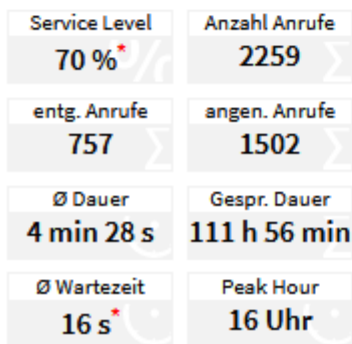 Service Level
Anzahl Anrufe
70 %*
2259
entg. Anrufe
angen. Anrufe
757
1502
Ø Dauer
Gespr. Dauer
4 min 28 s
111 h 56 min
Ø Wartezeit
Peak Hour
16 s*
16 Uhr